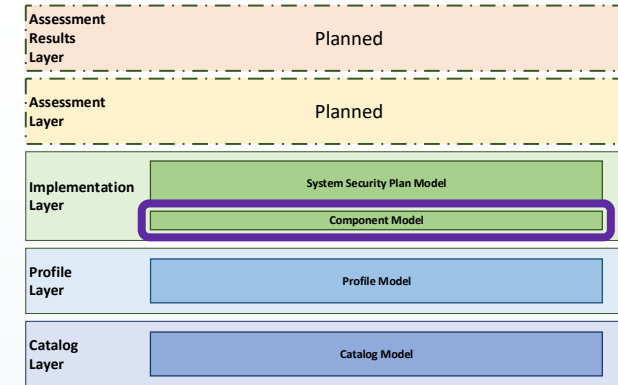 Assessment
Results
Layer
Planned
Assessment
Layer
Planned
Implementation
Layer
System Security Plan Model
Component Model
Profile
Layer
Profile Model
Catalog
Layer
Catalog Model